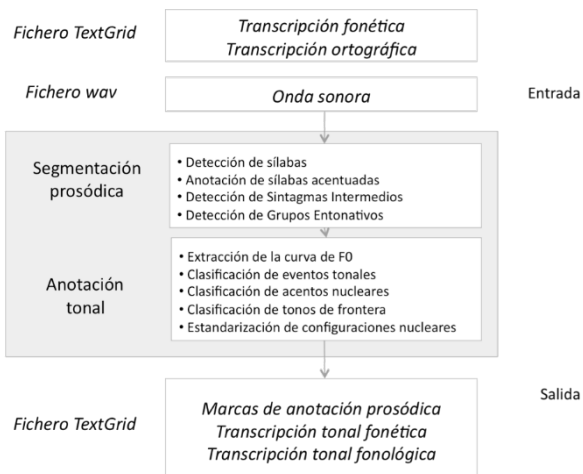 Fichero TextGrid
Transcripción fonética
Transcripción ortográfica
Fichero wav
Onda sonora
Entrada
Segmentación
prosódica
• Detección de sílabas
• Anotación de sílabas acentuadas
• Detección de Sintagmas Intermedios
• Detección de Grupos Entonativos
Anotación
tonal
• Extracción de la curva de F0
• Clasificación de eventos tonales
• Clasificación de acentos nucleares
• Clasificación de tonos de frontera
• Estandarización de configuraciones nucleares
Salida
Fichero TextGrid
Marcas de anotación prosódica
Transcripción tonal fonética
Transcripción tonal fonológica